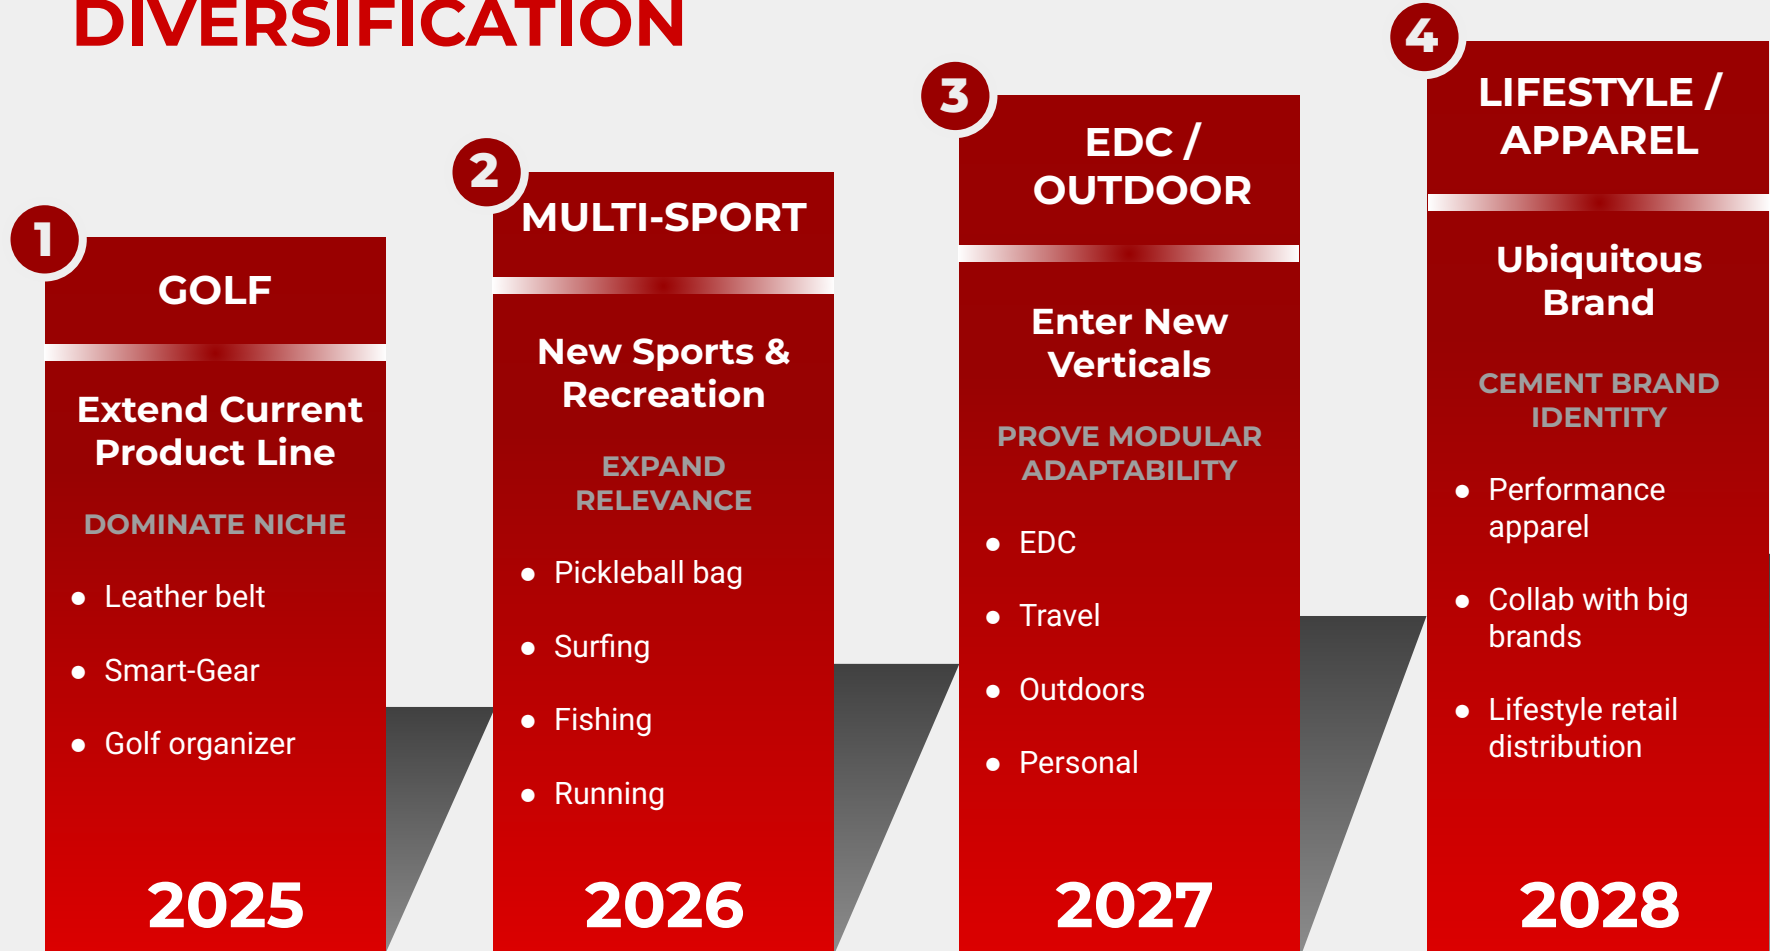 DIVERSIFICATION
1
GOLF
Extend Current
Product Line
DOMINATE NICHE
● Leather belt
● Smart-Gear
● Golf organizer
2025
2
MULTI-SPORT
New Sports &
Recreation
EXPAND
RELEVANCE
● Pickleball bag
● Surfing
● Fishing
● Running
2026
3
EDC /
OUTDOOR
Enter New
Verticals
PROVE MODULAR
ADAPTABILITY
● EDC
● Travel
● Outdoors
● Personal
2027
4
LIFESTYLE /
APPAREL
Ubiquitous
Brand
CEMENT BRAND
IDENTITY
● Performance
apparel
● Collab with big
brands
● Lifestyle retail
distribution
2028